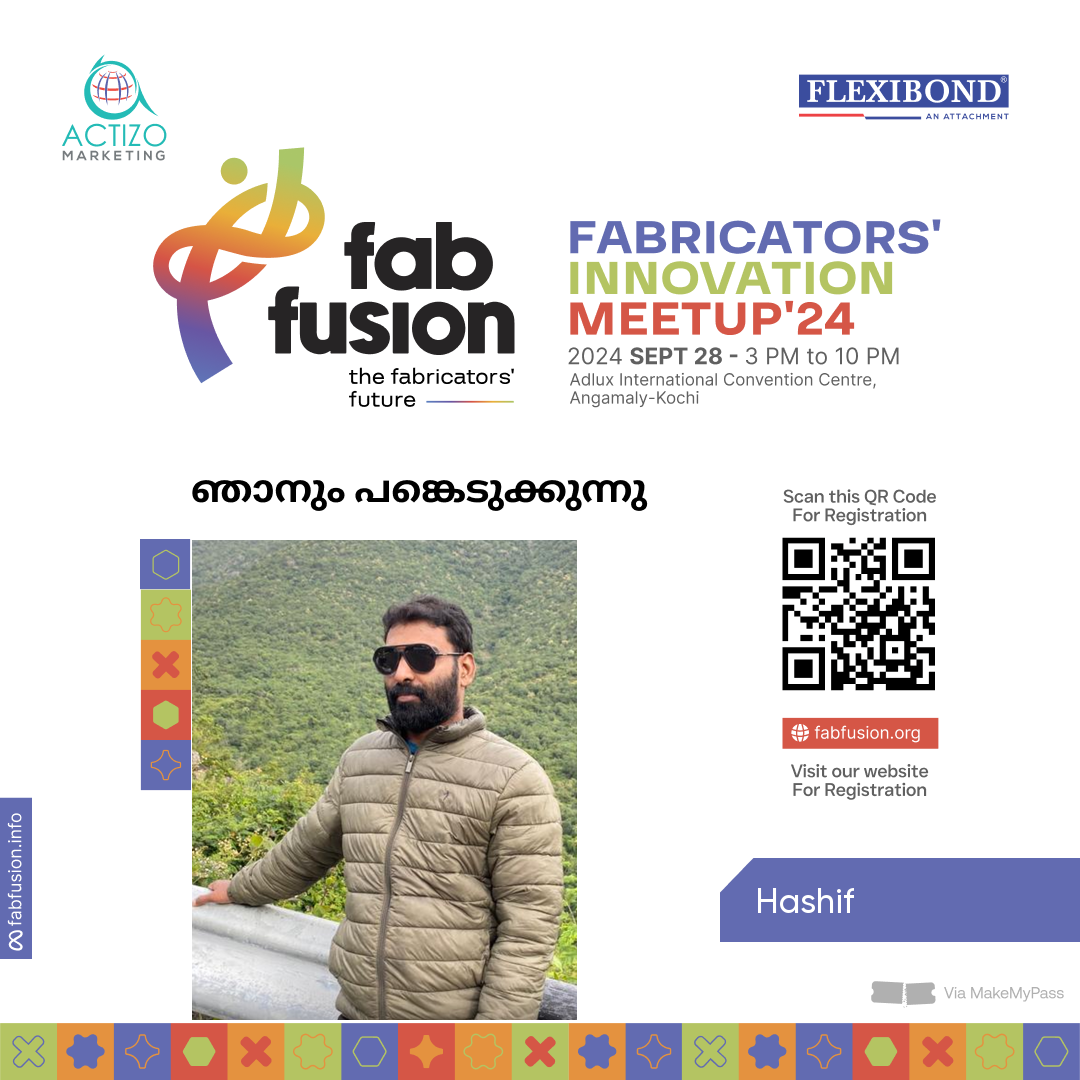 ACTIZO
MARKETING
FLEXIBOND®
AN ATTACHMENT
fab
fusion
the fabricators'
future
FABRICATORS'
INNOVATION
MEETUP'24
2024 SEPT 28 - 3 PM to 10 PM
Adlux International Convention Centre,
Angamaly-Kochi
ഞാനും പങ്കെടുക്കുന്നു
Scan this QR Code
For Registration
fabfusion.org
Visit our website
For Registration
fabfusion.info
Hashif
Via MakeMyPass